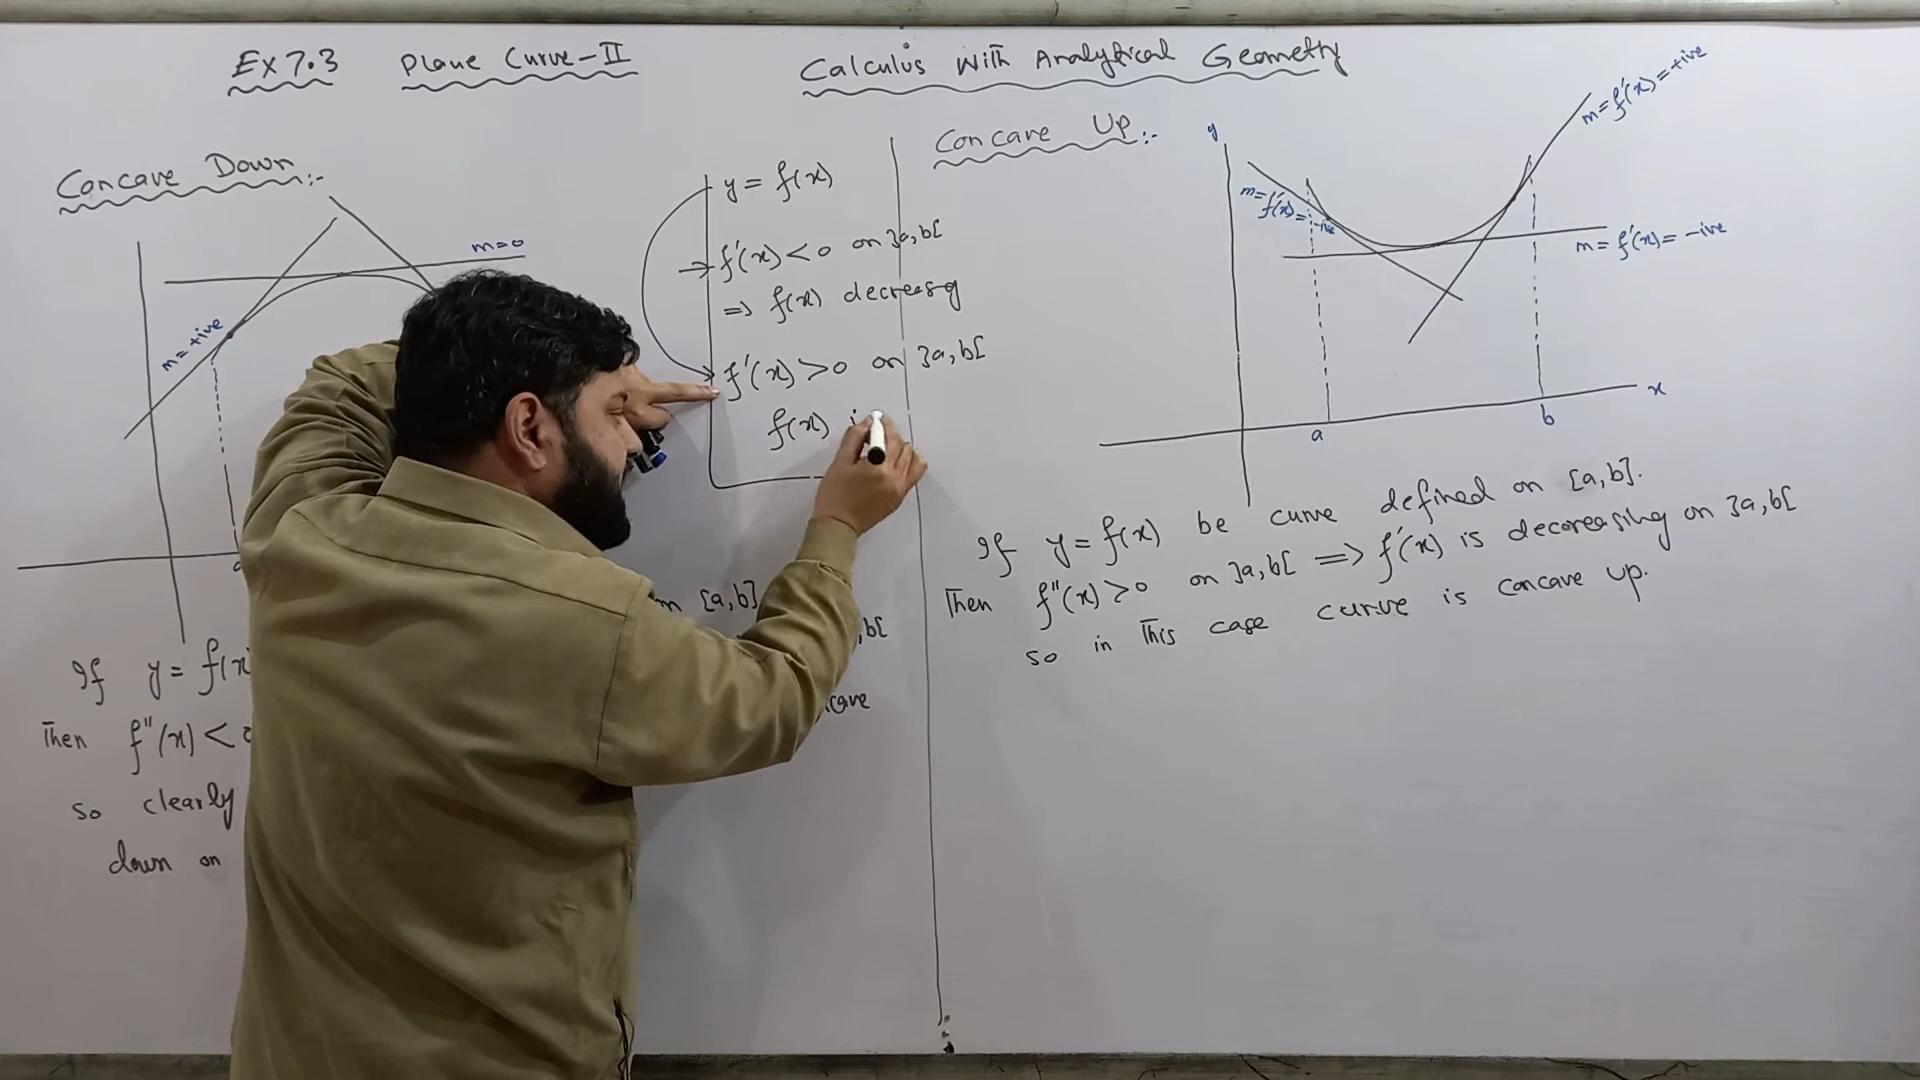 Ex 7.3 Plane Curve-II Calculus With Analytical Geometry
Concave Down:-
m=0
m=+ive
If y = f(x)
Then f''(x) <
so clearly
down on
[a,b]
,b[
y = f(x)
→ f'(x) < 0 on ]a,b[
=> f(x) decreasg
f'(x) > 0 on ]a,b[
f(x) i
Concave Up:-
y
m=f'(x)=+ive
m=f'(x)=-ive
m=f'(x)=-ive
x
a
b
If y = f(x) be curve defined on [a,b].
Then f''(x) > 0 on ]a,b[ => f'(x) is decreasing on ]a,b[
so in This case curve is concave up.